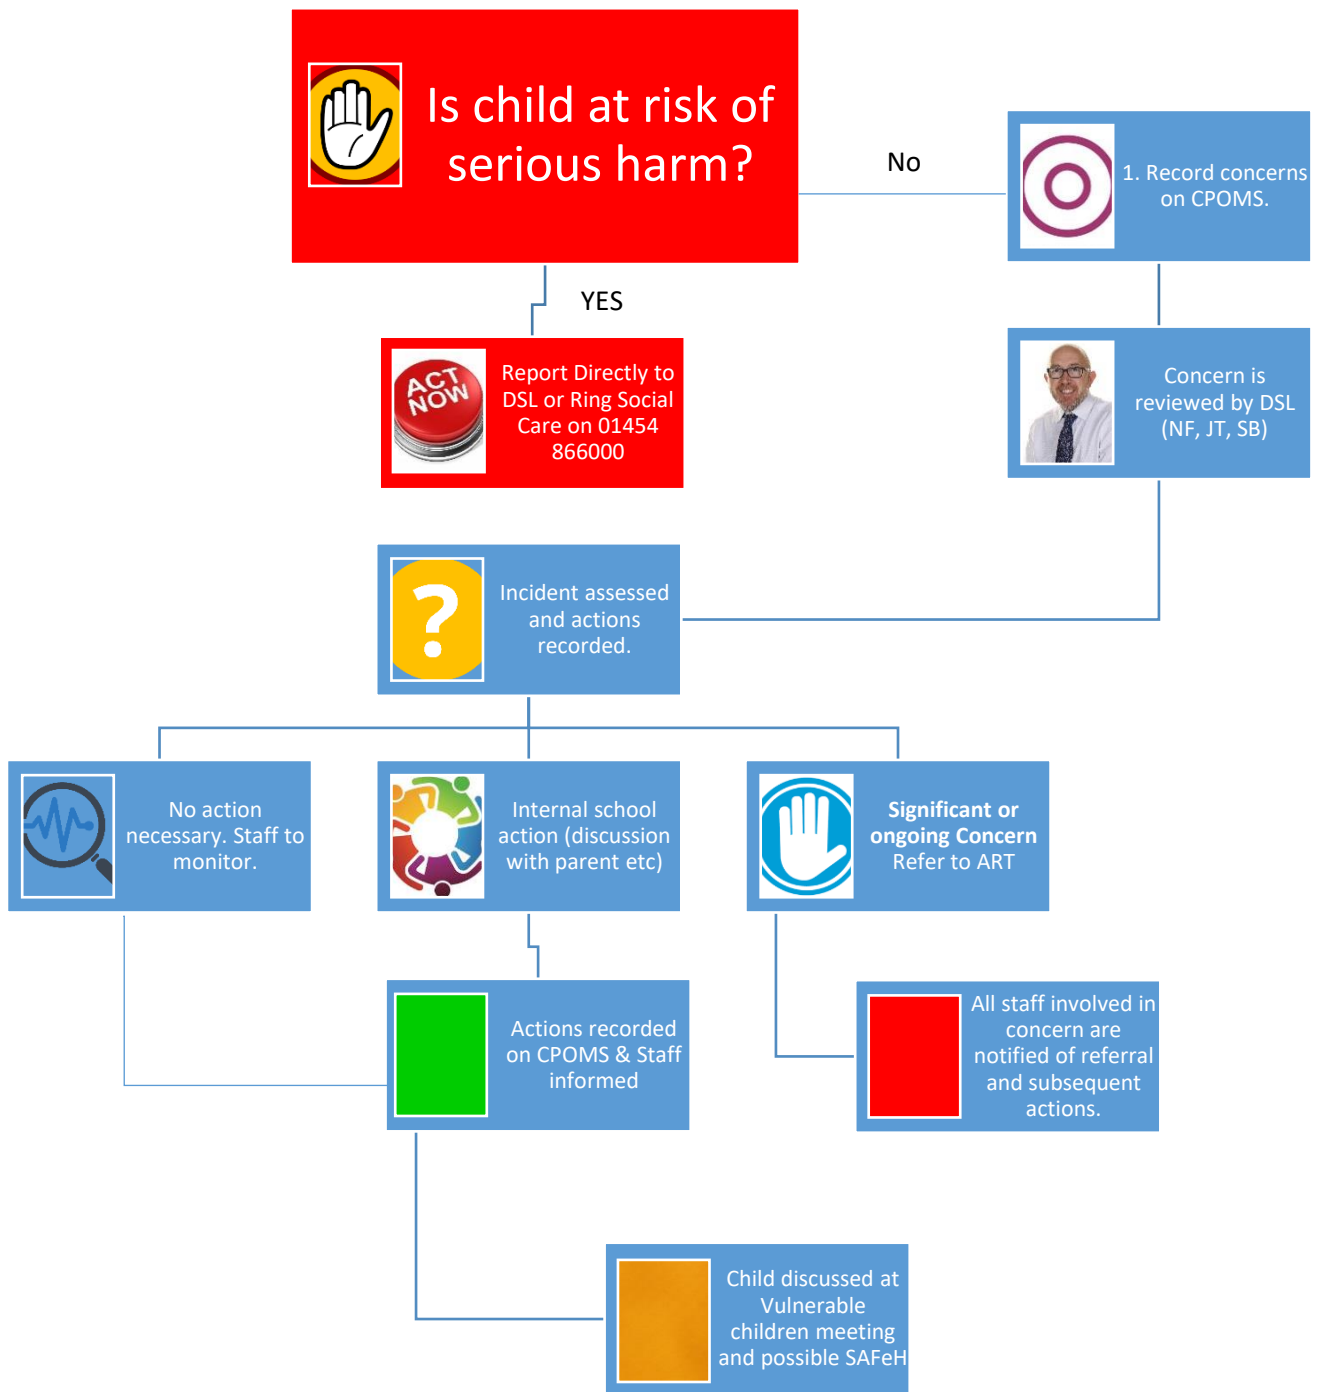 Is child at risk of
serious harm?
No
1. Record concerns
on CPOMS.
YES
ACT
NOW
Report Directly to
DSL or Ring Social
Care on 01454
866000
Concern is
reviewed by DSL
(NF, JT, SB)
?
Incident assessed
and actions
recorded.
No action
necessary. Staff to
monitor.
Internal school
action (discussion
with parent etc)
Significant or
ongoing Concern
Refer to ART
Actions recorded
on CPOMS & Staff
informed
All staff involved in
concern are
notified of referral
and subsequent
actions.
Child discussed at
Vulnerable
children meeting
and possible SAFeH